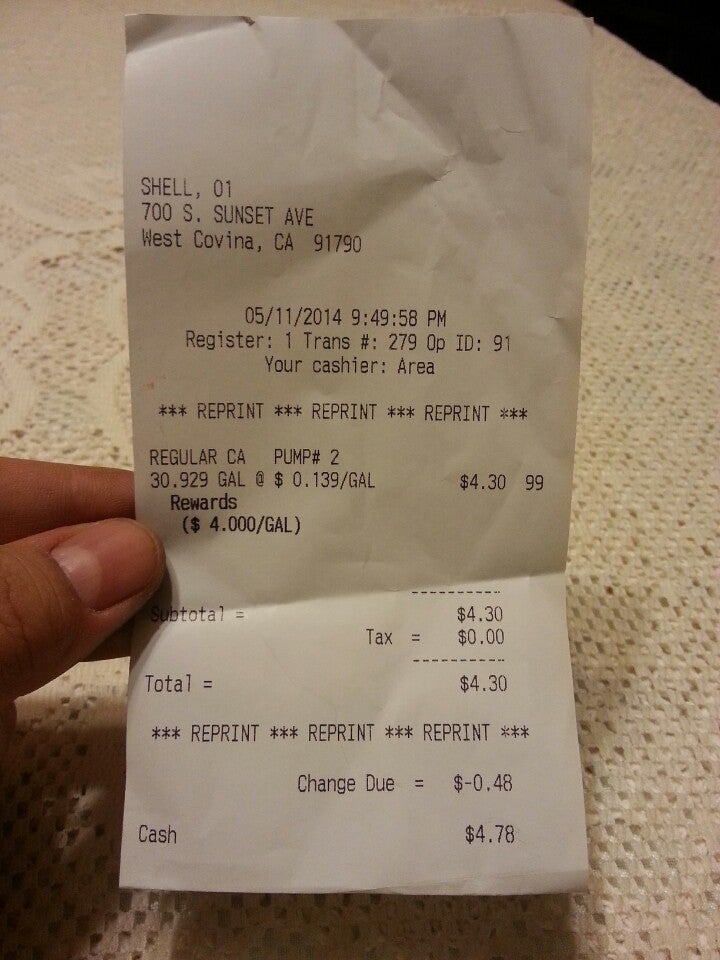 SHELL, 01
700 S. SUNSET AVE
West Covina, CA 91790
05/11/2014 9:49:58 PM
Register: 1 Trans #: 279 Op ID: 91
Your cashier: Area
*** REPRINT *** REPRINT *** REPRINT ***
REGULAR CA PUMP# 2
30.929 GAL @ $ 0.139/GAL $4.30 99
Rewards
($ 4.000/GAL)
----------
Subtotal = $4.30
Tax = $0.00
----------
Total = $4.30
*** REPRINT *** REPRINT *** REPRINT ***
Change Due = $-0.48
Cash $4.78